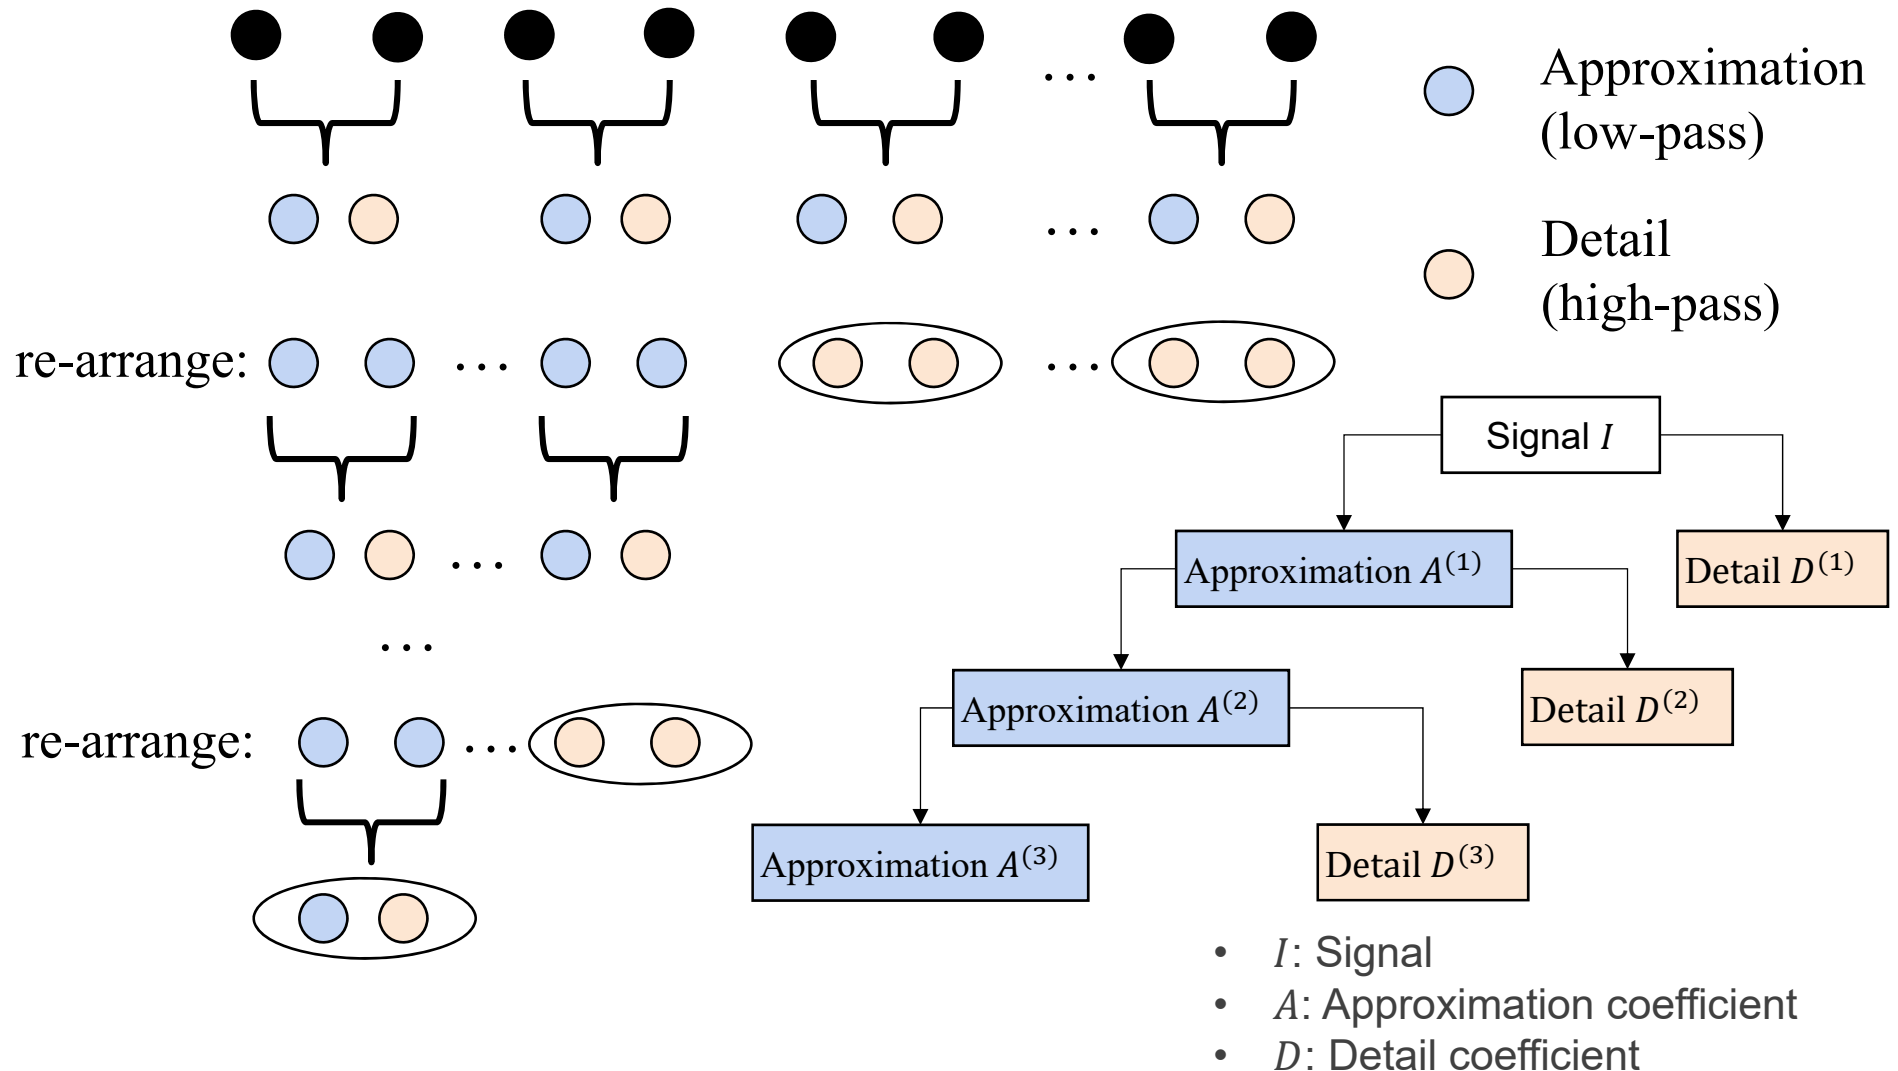 …
Approximation
(low-pass)
…
Detail
(high-pass)
re-arrange:
…
…
Signal I
…
Approximation A⁽¹⁾
Detail D⁽¹⁾
…
Approximation A⁽²⁾
Detail D⁽²⁾
re-arrange:
…
Approximation A⁽³⁾
Detail D⁽³⁾
• I: Signal
• A: Approximation coefficient
• D: Detail coefficient